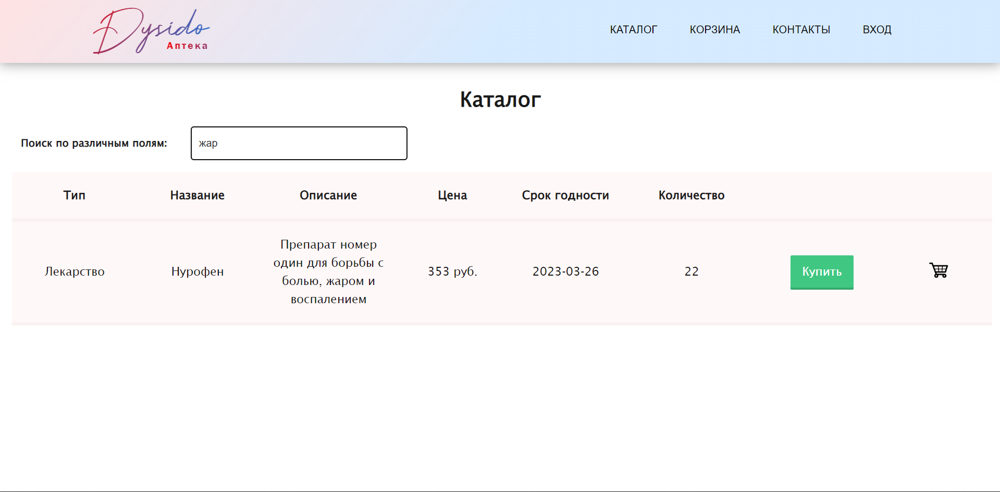 Dysido
Аптека
КАТАЛОГ
КОРЗИНА
КОНТАКТЫ
ВХОД
Каталог
Поиск по различным полям:
жар
Тип
Название
Описание
Цена
Срок годности
Количество
Лекарство
Нурофен
Препарат номер
один для борьбы с
болью, жаром и
воспалением
353 руб.
2023-03-26
22
Купить